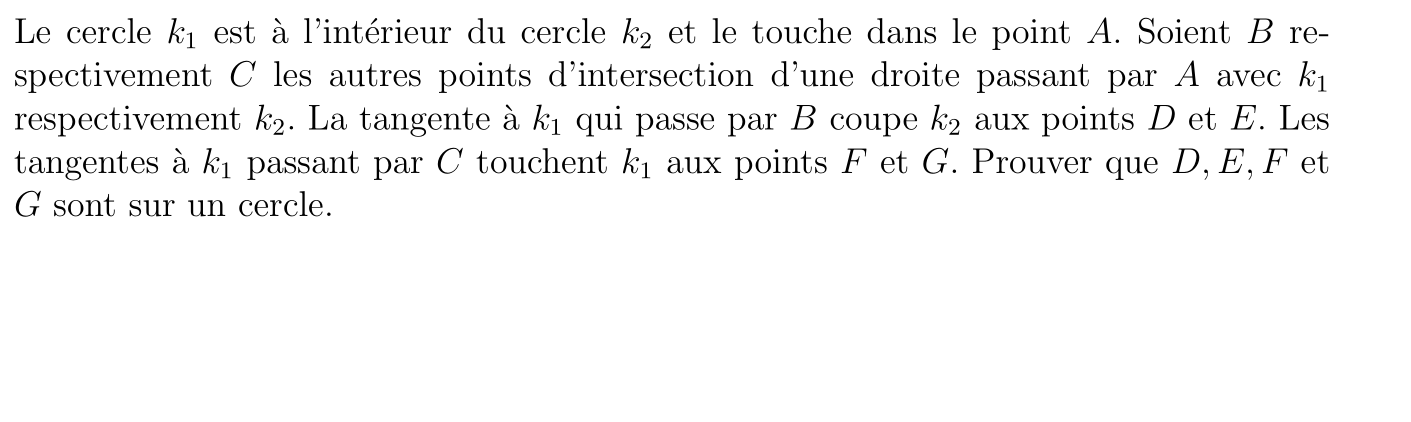 Le cercle $k_1$ est à l'intérieur du cercle $k_2$ et le touche dans le point $A$. Soient $B$ re-
spectivement $C$ les autres points d'intersection d'une droite passant par $A$ avec $k_1$
respectivement $k_2$. La tangente à $k_1$ qui passe par $B$ coupe $k_2$ aux points $D$ et $E$. Les
tangentes à $k_1$ passant par $C$ touchent $k_1$ aux points $F$ et $G$. Prouver que $D, E, F$ et
$G$ sont sur un cercle.